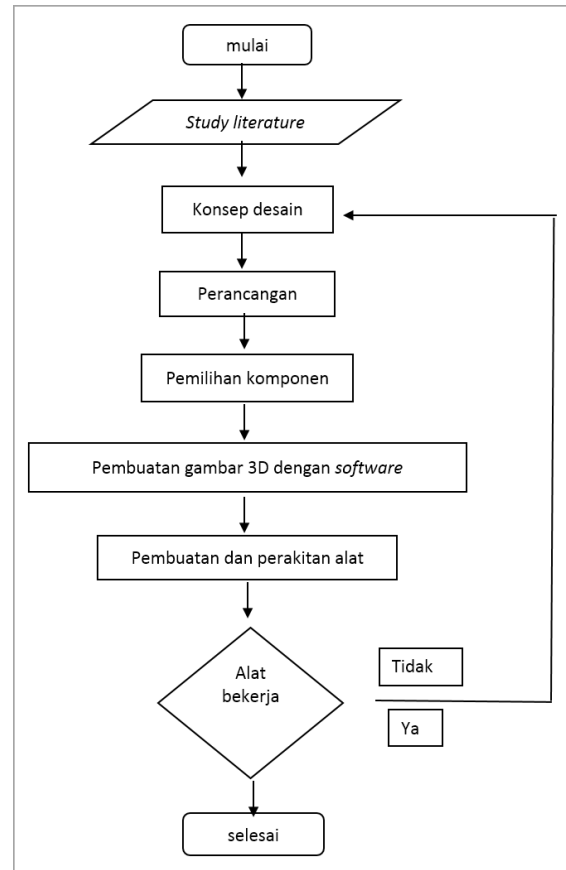 mulai
Study literature
Konsep desain
Perancangan
Pemilihan komponen
Pembuatan gambar 3D dengan software
Pembuatan dan perakitan alat
Alat
bekerja
Tidak
Ya
selesai